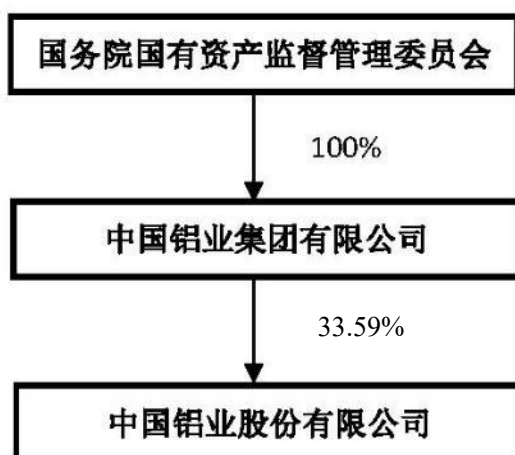 国务院国有资产监督管理委员会
100%
中国铝业集团有限公司
33.59%
中国铝业股份有限公司